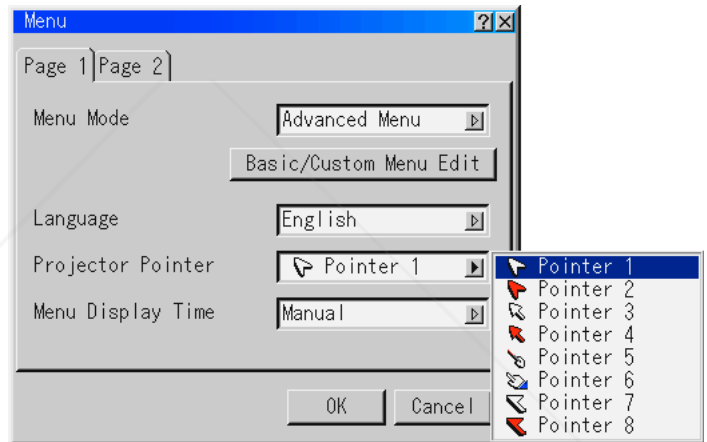 Menu
Page 1 Page 2
Menu Mode Advanced Menu
Basic/Custom Menu Edit
Language English
Projector Pointer Pointer 1
Menu Display Time Manual
OK Cancel
Pointer 1
Pointer 2
Pointer 3
Pointer 4
Pointer 5
Pointer 6
Pointer 7
Pointer 8